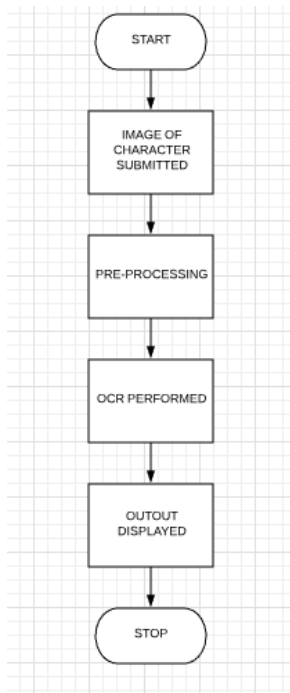 START
IMAGE OF
CHARACTER
SUBMITTED
PRE-PROCESSING
OCR PERFORMED
OUTOUT
DISPLAYED
STOP